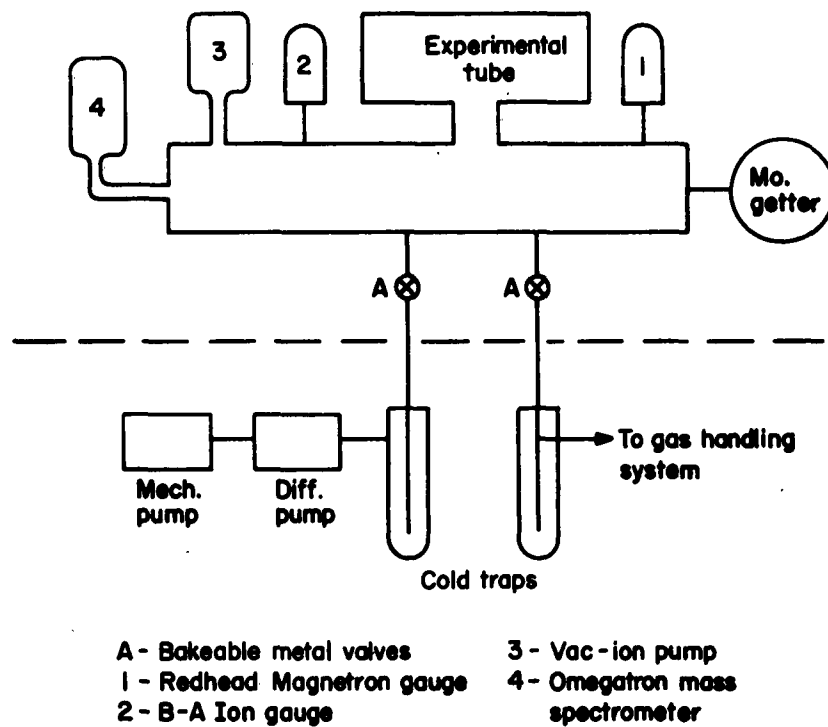 3
2
Experimental
tube
1
4
Mo.
getter
A
A
To gas handling
system
Mech.
pump
Diff.
pump
Cold traps
A - Bakeable metal valves
1 - Redhead Magnetron gauge
2 - B-A Ion gauge
3 - Vac-ion pump
4 - Omegatron mass
spectrometer